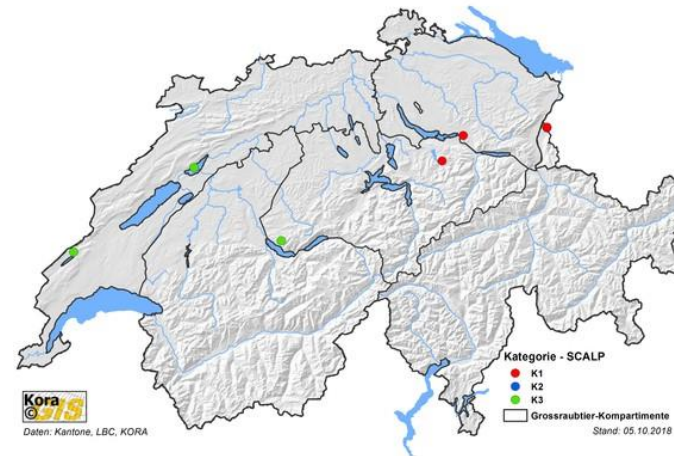 Kategorie - SCALP
K1
K2
K3
Grossraubtier-Kompartimente
Kora
© GIS
Daten: Kantone, LBC, KORA
Stand: 05.10.2018